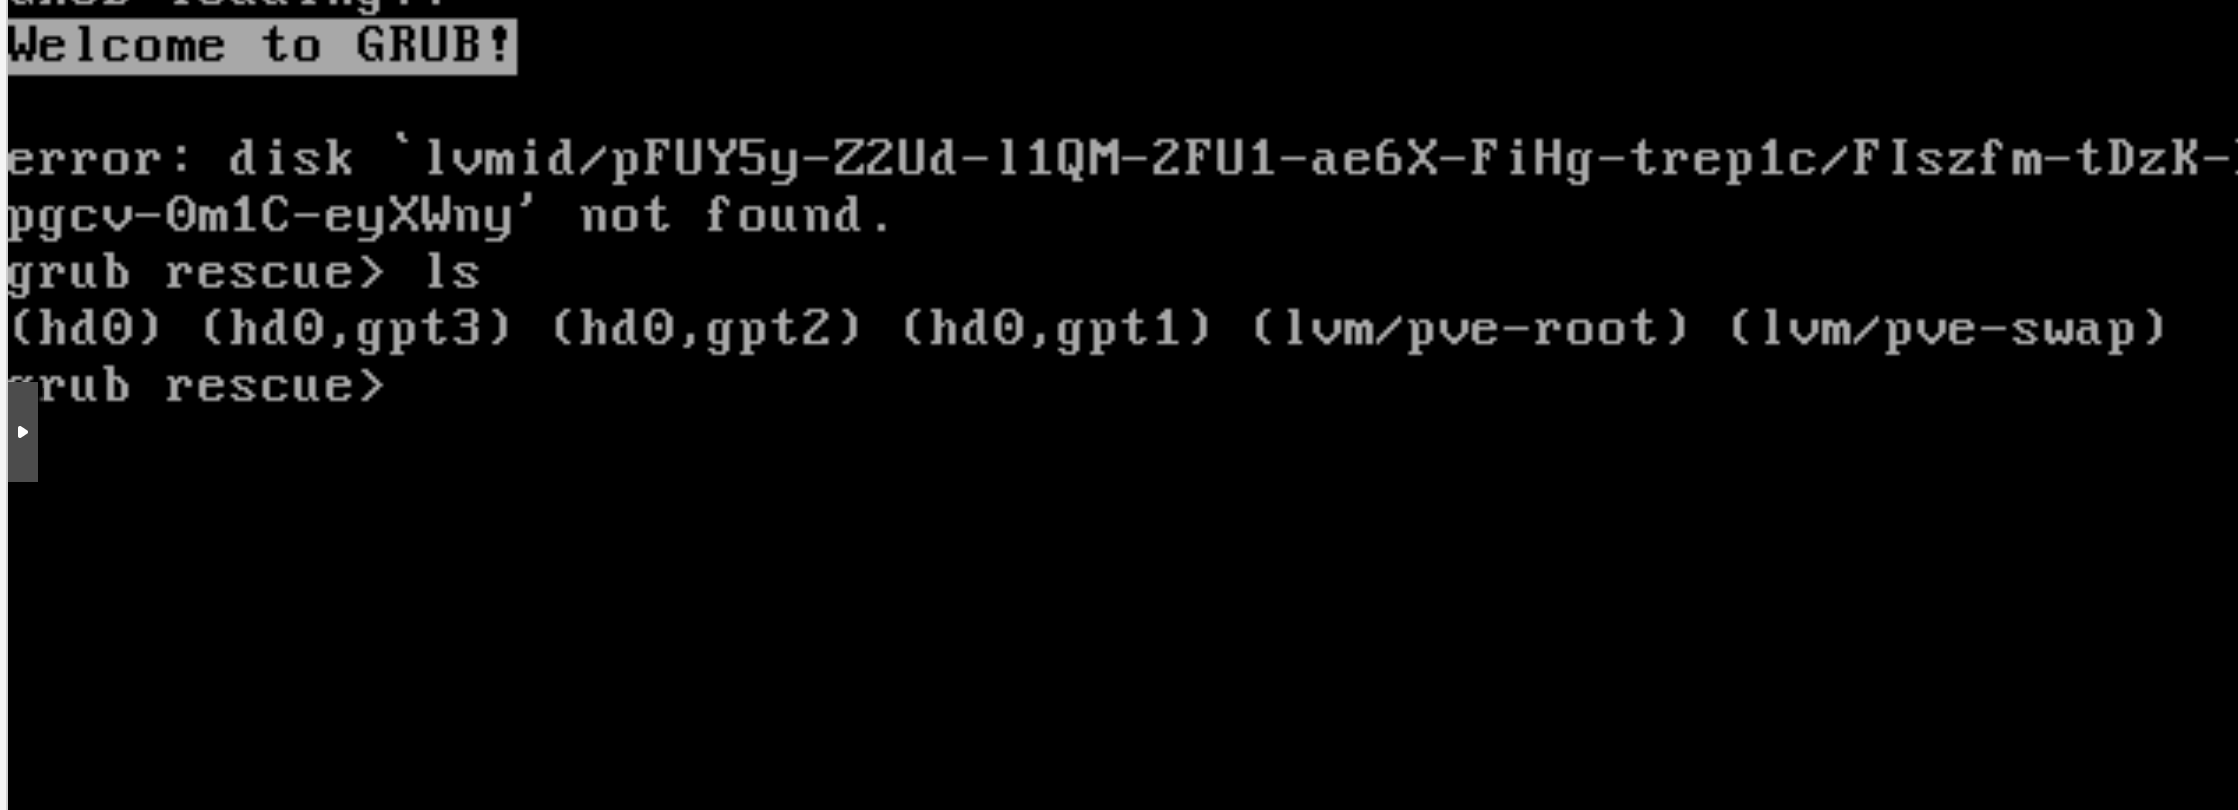 Welcome to GRUB!
error: disk `lvmid/pFUY5y-Z2Ud-l1QM-2FU1-ae6X-FiHg-trep1c/FIszfm-tDzK-
pgcv-0m1C-eyXWny' not found.
grub rescue> ls
(hd0) (hd0,gpt3) (hd0,gpt2) (hd0,gpt1) (lvm/pve-root) (lvm/pve-swap)
grub rescue>